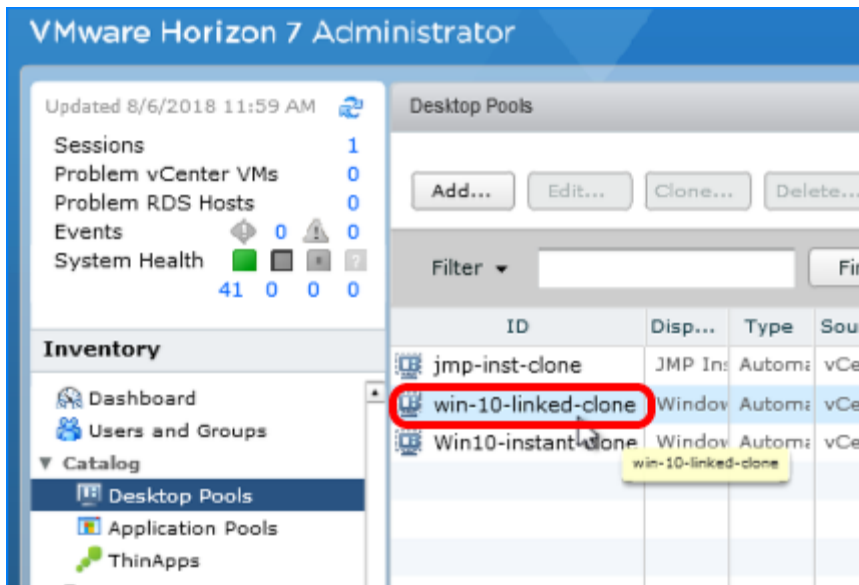 VMware Horizon 7 Administrator
Updated 8/6/2018 11:59 AM
Sessions 1
Problem vCenter VMs 0
Problem RDS Hosts 0
Events 0 0
System Health
41 0 0 0
Inventory
Dashboard
Users and Groups
Catalog
Desktop Pools
Application Pools
ThinApps
Desktop Pools
Add... Edit... Clone... Delete...
Filter Fin
ID Disp... Type Sou
jmp-inst-clone JMP Ins Automa vCe
win-10-linked-clone Window Automa vCe
Win10-instant-clone Window Automa vCe
win-10-linked-clone